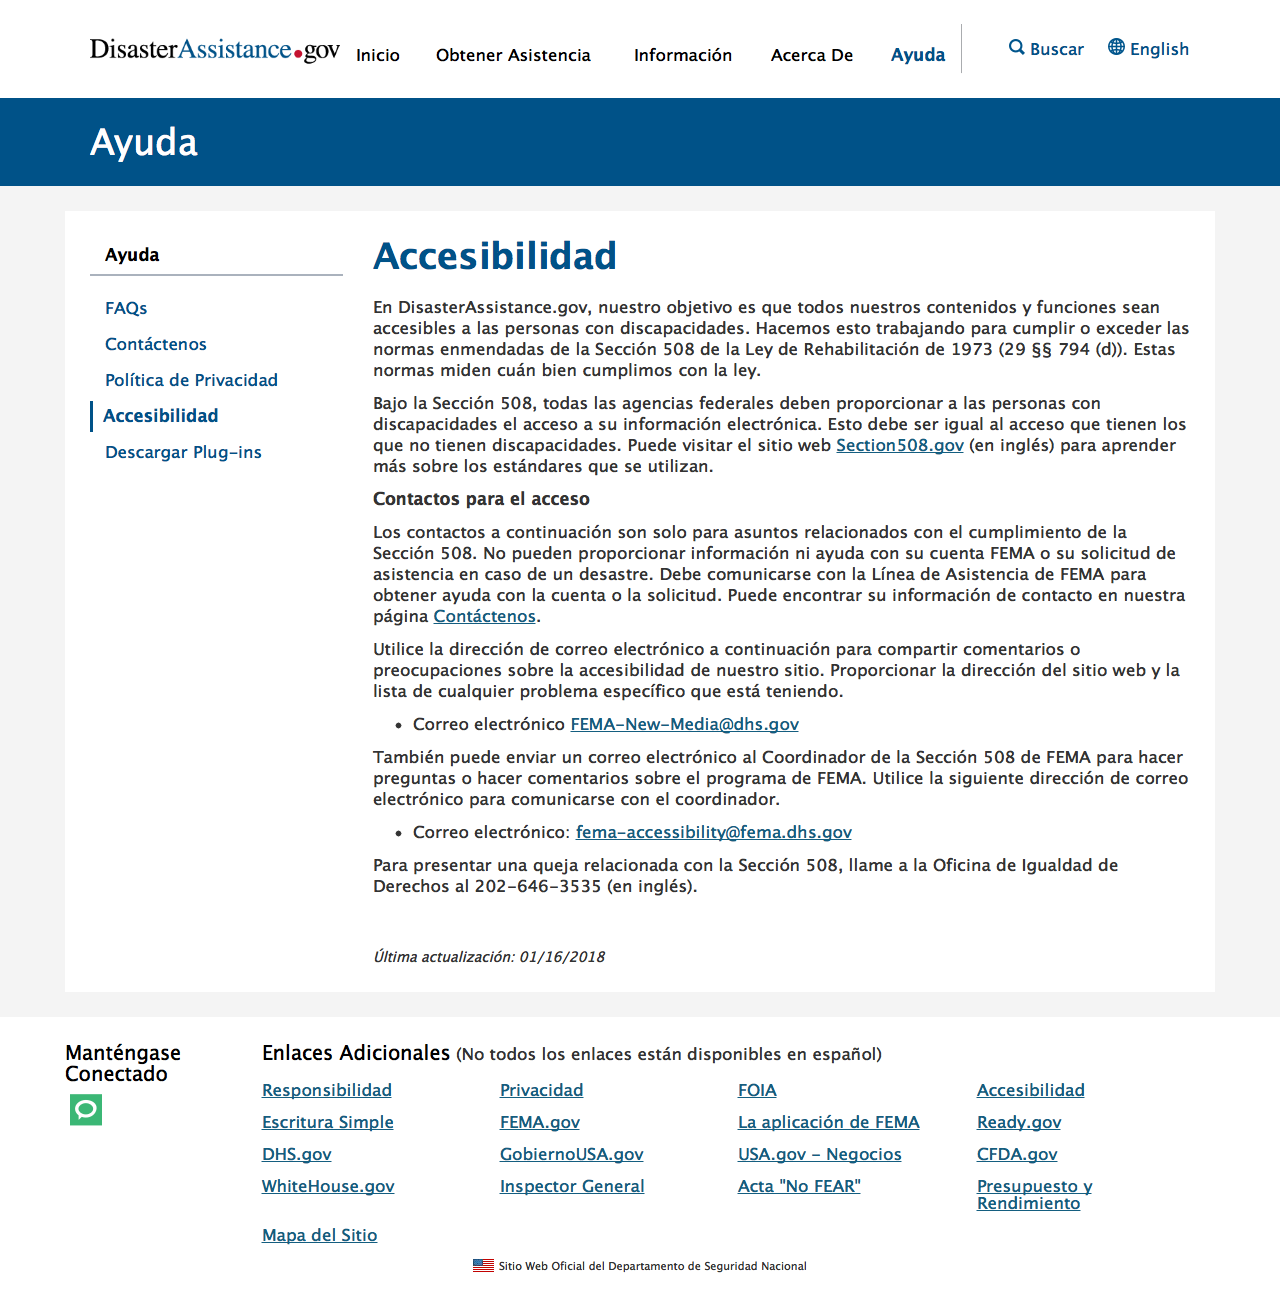 DisasterAssistance.gov
Inicio
Obtener Asistencia
Información
Acerca De
Ayuda
Buscar
English
Ayuda
Ayuda
FAQs
Contáctenos
Política de Privacidad
Accesibilidad
Descargar Plug-ins
Accesibilidad
En DisasterAssistance.gov, nuestro objetivo es que todos nuestros contenidos y funciones sean
accesibles a las personas con discapacidades. Hacemos esto trabajando para cumplir o exceder las
normas enmendadas de la Sección 508 de la Ley de Rehabilitación de 1973 (29 §§ 794 (d)). Estas
normas miden cuán bien cumplimos con la ley.
Bajo la Sección 508, todas las agencias federales deben proporcionar a las personas con
discapacidades el acceso a su información electrónica. Esto debe ser igual al acceso que tienen los
que no tienen discapacidades. Puede visitar el sitio web Section508.gov (en inglés) para aprender
más sobre los estándares que se utilizan.
Contactos para el acceso
Los contactos a continuación son solo para asuntos relacionados con el cumplimiento de la
Sección 508. No pueden proporcionar información ni ayuda con su cuenta FEMA o su solicitud de
asistencia en caso de un desastre. Debe comunicarse con la Línea de Asistencia de FEMA para
obtener ayuda con la cuenta o la solicitud. Puede encontrar su información de contacto en nuestra
página Contáctenos.
Utilice la dirección de correo electrónico a continuación para compartir comentarios o
preocupaciones sobre la accesibilidad de nuestro sitio. Proporcionar la dirección del sitio web y la
lista de cualquier problema específico que está teniendo.
• Correo electrónico FEMA-New-Media@dhs.gov
También puede enviar un correo electrónico al Coordinador de la Sección 508 de FEMA para hacer
preguntas o hacer comentarios sobre el programa de FEMA. Utilice la siguiente dirección de correo
electrónico para comunicarse con el coordinador.
• Correo electrónico: fema-accessibility@fema.dhs.gov
Para presentar una queja relacionada con la Sección 508, llame a la Oficina de Igualdad de
Derechos al 202-646-3535 (en inglés).
Última actualización: 01/16/2018
Manténgase
Conectado
Enlaces Adicionales (No todos los enlaces están disponibles en español)
Responsibilidad
Privacidad
FOIA
Accesibilidad
Escritura Simple
FEMA.gov
La aplicación de FEMA
Ready.gov
DHS.gov
GobiernoUSA.gov
USA.gov - Negocios
CFDA.gov
WhiteHouse.gov
Inspector General
Acta "No FEAR"
Presupuesto y
Rendimiento
Mapa del Sitio
Sitio Web Oficial del Departamento de Seguridad Nacional